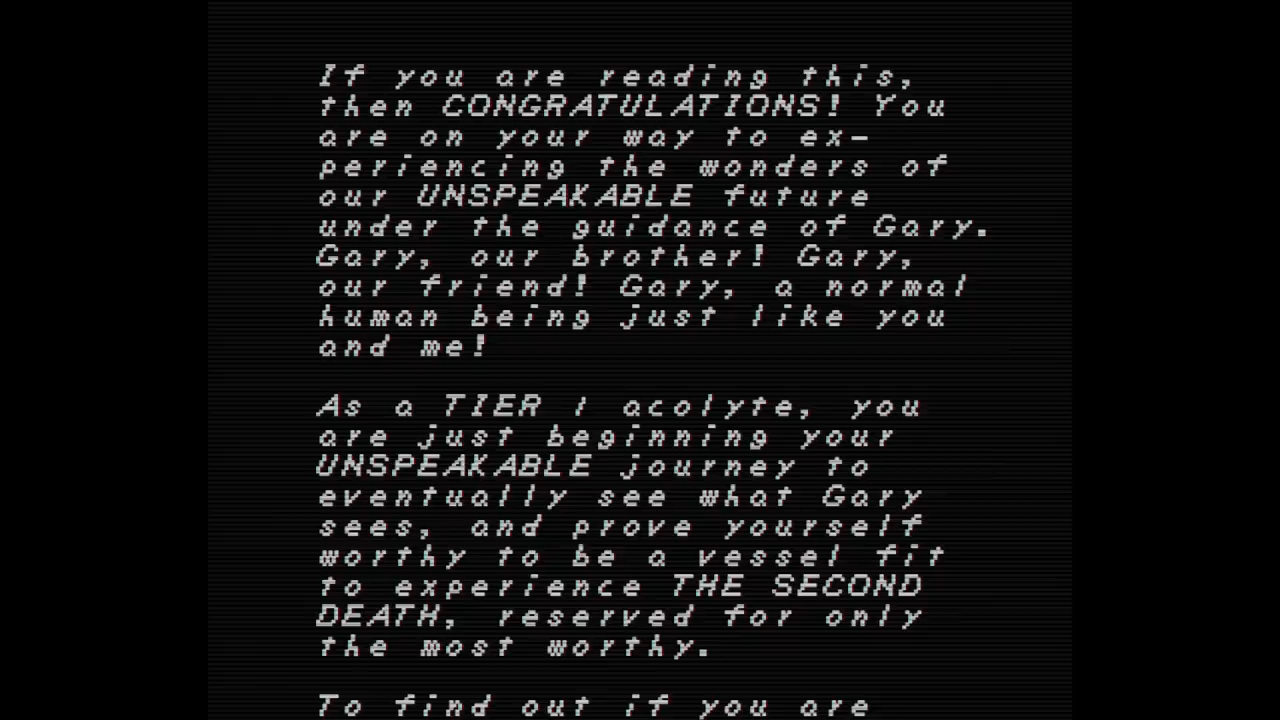 If you are reading this,
then CONGRATULATIONS! You
are on your way to ex-
periencing the wonders of
our UNSPEAKABLE future
under the guidance of Gary.
Gary, our brother! Gary,
our friend! Gary, a normal
human being just like you
and me!
As a TIER 1 acolyte, you
are just beginning your
UNSPEAKABLE journey to
eventually see what Gary
sees, and prove yourself
worthy to be a vessel fit
to experience THE SECOND
DEATH, reserved for only
the most worthy.
To find out if you are